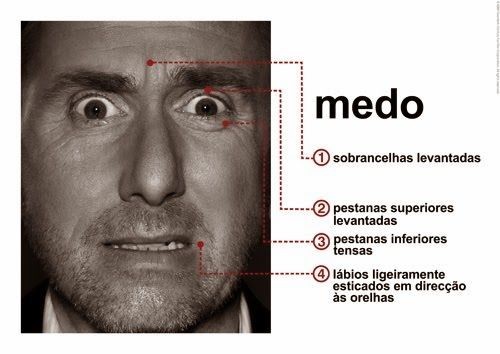 medo
1 sobrancelhas levantadas
2 pestanas superiores
levantadas
3 pestanas inferiores
tensas
4 lábios ligeiramente
esticados em direcção
às orelhas